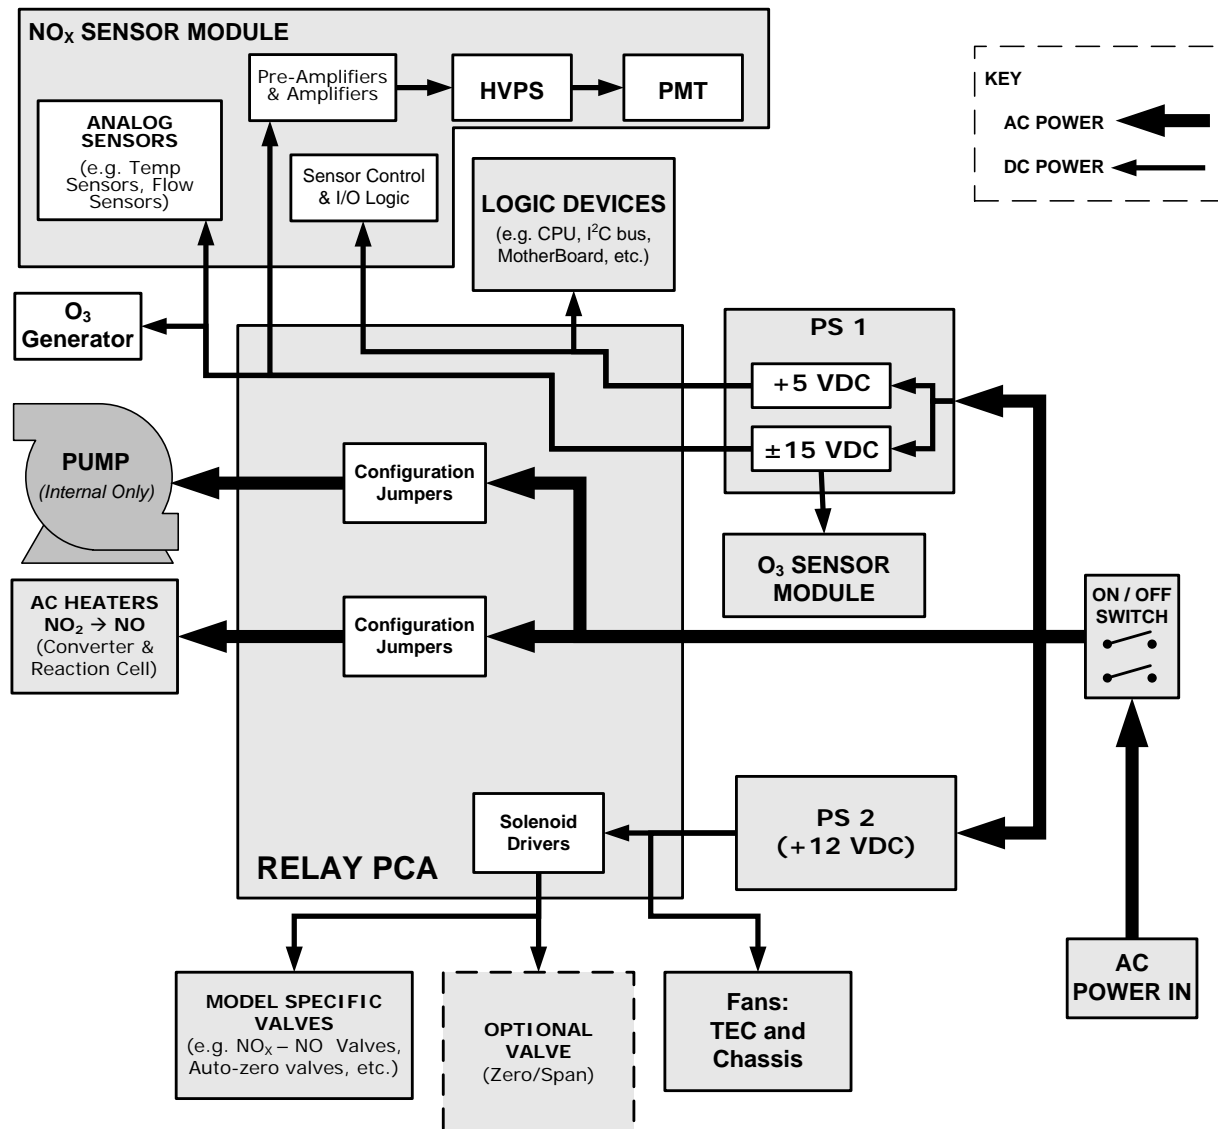 NOX SENSOR MODULE
Pre-Amplifiers
& Amplifiers
HVPS
PMT
ANALOG
SENSORS
(e.g. Temp
Sensors, Flow
Sensors)
Sensor Control
& I/O Logic
KEY
AC POWER
DC POWER
LOGIC DEVICES
(e.g. CPU, I2C bus,
MotherBoard, etc.)
O3
Generator
PS 1
+5 VDC
±15 VDC
PUMP
(Internal Only)
Configuration
Jumpers
O3 SENSOR
MODULE
AC HEATERS
NO2 → NO
(Converter &
Reaction Cell)
Configuration
Jumpers
ON / OFF
SWITCH
Solenoid
Drivers
PS 2
(+12 VDC)
RELAY PCA
AC
POWER IN
MODEL SPECIFIC
VALVES
(e.g. NOX – NO Valves,
Auto-zero valves, etc.)
OPTIONAL
VALVE
(Zero/Span)
Fans:
TEC and
Chassis